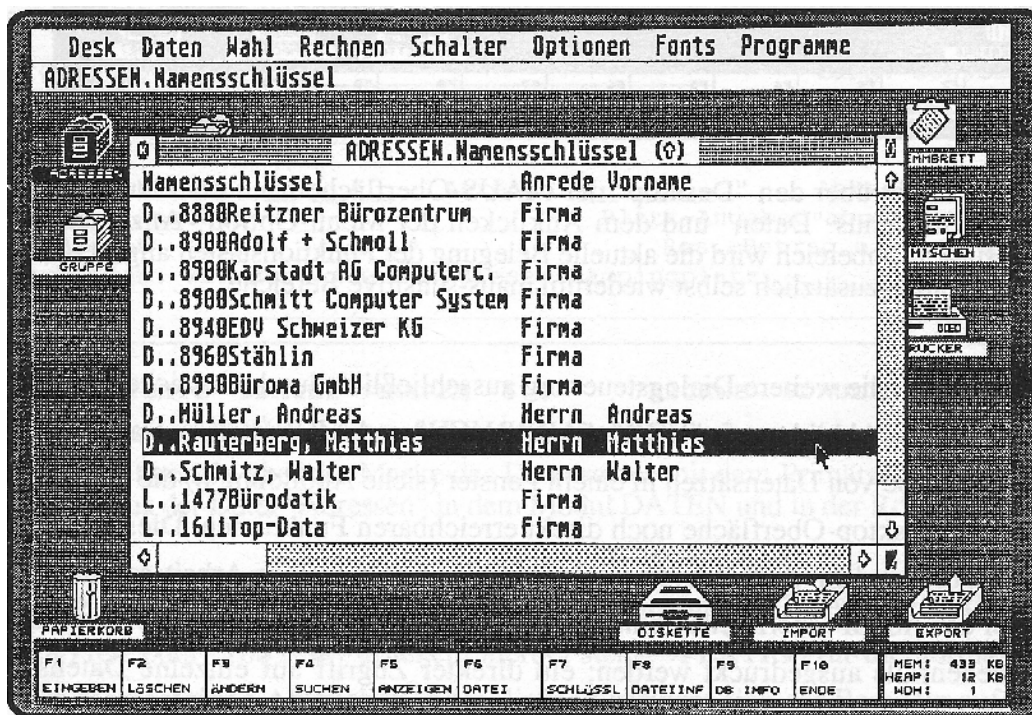 Desk Daten Wahl Rechnen Schalter Optionen Fonts Programme
ADRESSEN.Namensschlüssel
ADRESSEN.Namensschlüssel (⇧)
Namensschlüssel Anrede Vorname
D..8880Reitzner Bürozentrum Firma
D..8900Adolf + Schmoll Firma
D..8900Karstadt AG Computerc. Firma
D..8900Schmitt Computer System Firma
D..8940EDV Schweizer KG Firma
D..8960Stählin Firma
D..8990Büroma GmbH Firma
D..Müller, Andreas Herrn Andreas
D..Rauterberg, Matthias Herrn Matthias
D..Schmitz, Walter Herrn Walter
L..1477Bürodatik Firma
L..1611Top-Data Firma
ADRESSEN
GRUPPE
EMMBRETT
MISCHEN
RUCKER
PAPIERKORB
DISKETTE
IMPORT
EXPORT
F1 F2 F3 F4 F5 F6 F7 F8 F9 F10
EINGEBEN LöSCHEN äNDERN SUCHEN ANZEIGEN DATEI SCHLüSSL DATEIINF DB INFO ENDE
MEM: 433 KB
HEAP: 12 KB
WDH: 1